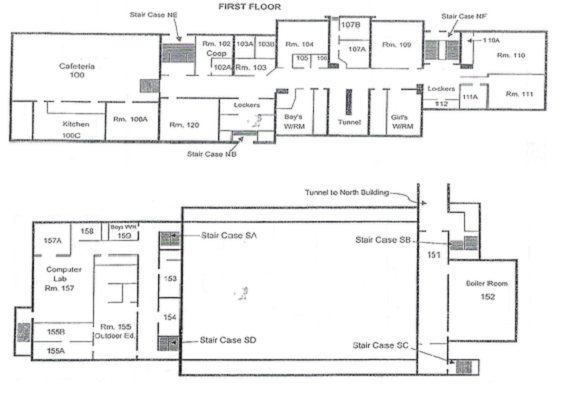 FIRST FLOOR
Stair Case NE
Stair Case NF
107B
Rm. 102
Coop
102A
103A
103D
Rm. 103
Rm. 104
105
106
107A
Rm. 109
110A
Rm. 110
Cafeteria
100
Rm. 111
111A
Lockers
112
Lockers
Kitchen
100C
Rm. 100A
Rm. 120
Boy's
W/RM
Tunnel
Girl's
W/RM
Stair Case NB
Tunnel to North Building
157A
158
Boys WR
159
Stair Case SA
Stair Case SB
151
Computer
Lab
Rm. 157
153
Boiler Room
152
154
155B
155A
Rm. 155
Outdoor Ed.
Stair Case SD
Stair Case SC